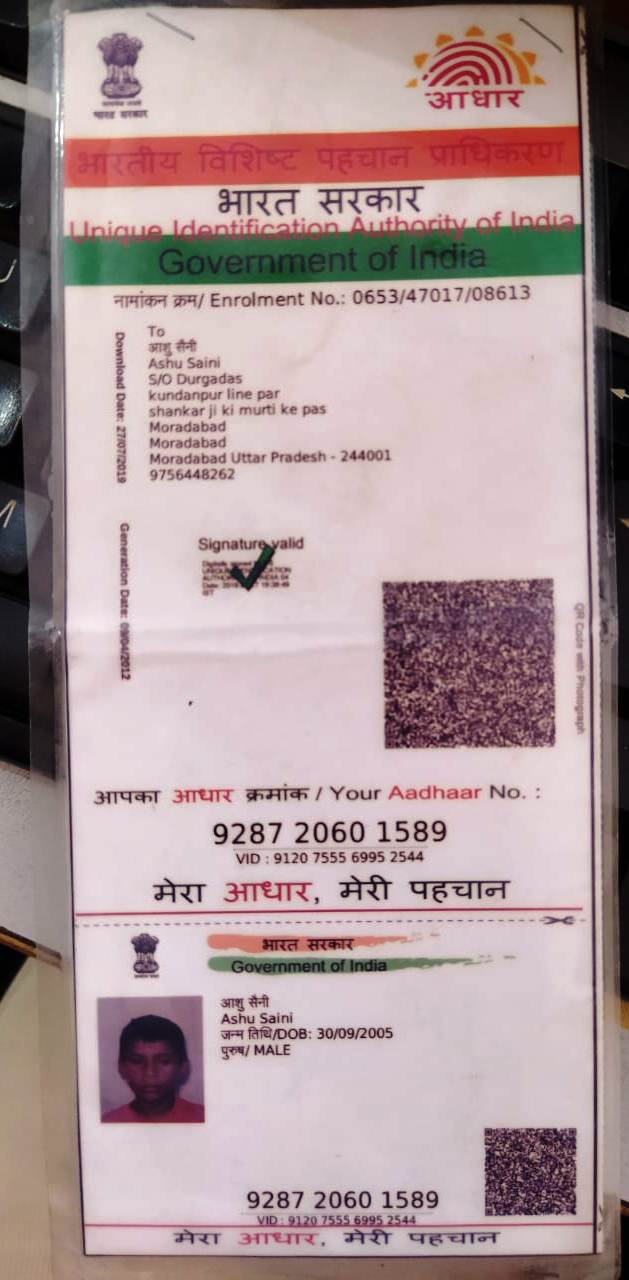 भारत सरकार
आधार
भारतीय विशिष्ट पहचान प्राधिकरण
भारत सरकार
Unique Identification Authority of India
Government of India
नामांकन क्रम/ Enrolment No.: 0653/47017/08613
To
आशु सैनी
Ashu Saini
S/O Durgadas
kundanpur line par
shankar ji ki murti ke pas
Moradabad
Moradabad
Moradabad Uttar Pradesh - 244001
9756448262
Download Date: 27/07/2019
Generation Date: 09/04/2012
Signature valid
QR Code with Photograph
आपका आधार क्रमांक / Your Aadhaar No. :
9287 2060 1589
VID : 9120 7555 6995 2544
मेरा आधार, मेरी पहचान
भारत सरकार
Government of India
आशु सैनी
Ashu Saini
जन्म तिथि/DOB: 30/09/2005
पुरुष/ MALE
9287 2060 1589
VID : 9120 7555 6995 2544
मेरा आधार, मेरी पहचान